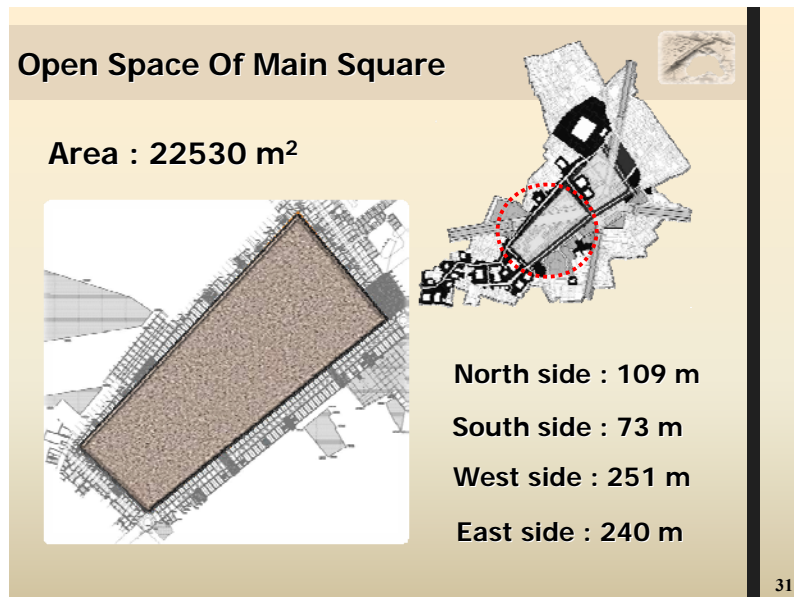 Open Space Of Main Square
Area : 22530 m²
North side : 109 m
South side : 73 m
West side : 251 m
East side : 240 m
31